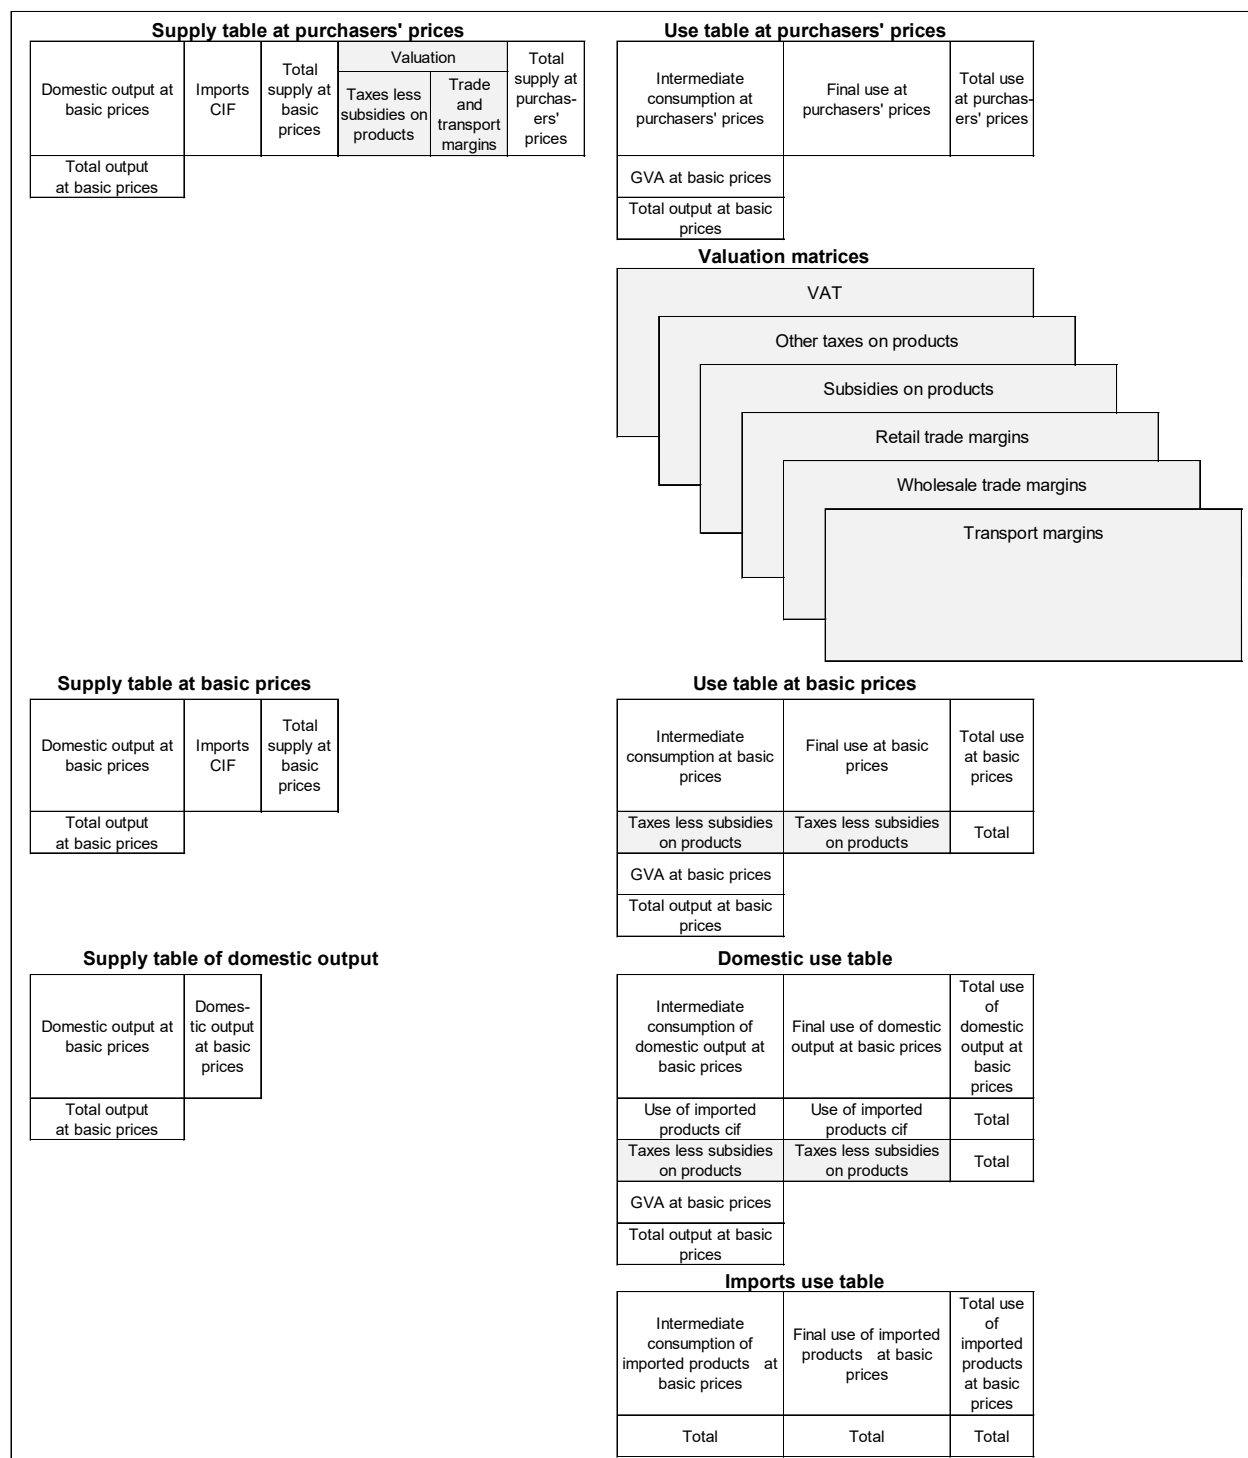 Supply table at purchasers' prices
Domestic output at
basic prices
Imports
CIF
Total
supply at
basic
prices
Valuation
Taxes less
subsidies on
products
Trade
and
transport
margins
Total
supply at
purchas-
ers'
prices
Total output
at basic prices
Use table at purchasers' prices
Intermediate
consumption at
purchasers' prices
Final use at
purchasers' prices
Total use
at purchas-
ers' prices
GVA at basic prices
Total output at basic
prices
Valuation matrices
VAT
Other taxes on products
Subsidies on products
Retail trade margins
Wholesale trade margins
Transport margins
Supply table at basic prices
Domestic output at
basic prices
Imports
CIF
Total
supply at
basic
prices
Total output
at basic prices
Use table at basic prices
Intermediate
consumption at basic
prices
Final use at basic
prices
Total use
at basic
prices
Taxes less subsidies
on products
Taxes less subsidies
on products
Total
GVA at basic prices
Total output at basic
prices
Supply table of domestic output
Domestic output at
basic prices
Domes-
tic output
at basic
prices
Total output
at basic prices
Domestic use table
Intermediate
consumption of
domestic output at
basic prices
Final use of domestic
output at basic prices
Total use
of
domestic
output at
basic
prices
Use of imported
products cif
Use of imported
products cif
Total
Taxes less subsidies
on products
Taxes less subsidies
on products
Total
GVA at basic prices
Total output at basic
prices
Imports use table
Intermediate
consumption of
imported products at
basic prices
Final use of imported
products at basic
prices
Total use
of
imported
products
at basic
prices
Total
Total
Total